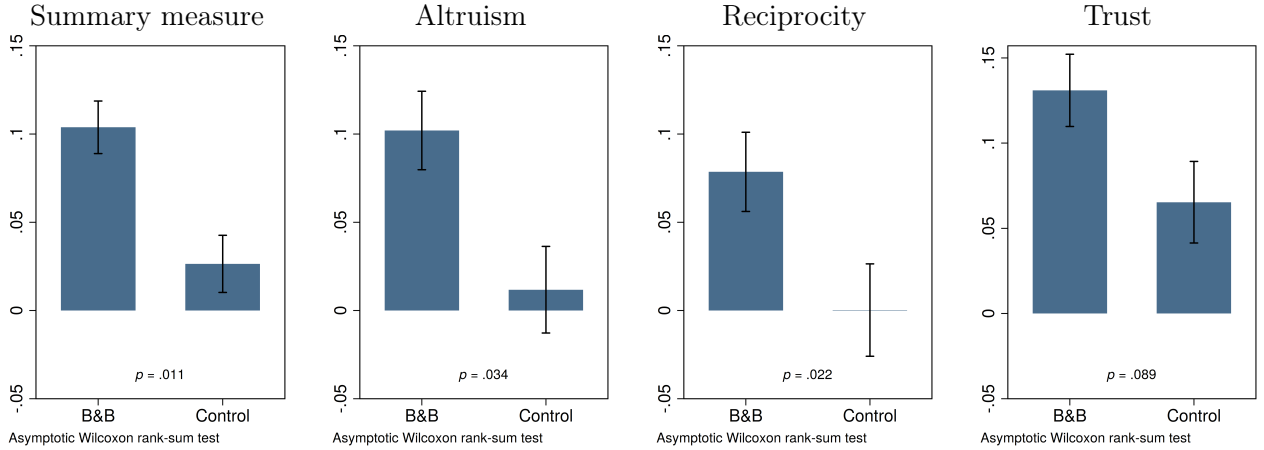 Summary measure
.15
.1
.05
0
-.05
p = .011
B&B Control
Asymptotic Wilcoxon rank-sum test
Altruism
.15
.1
.05
0
-.05
p = .034
B&B Control
Asymptotic Wilcoxon rank-sum test
Reciprocity
.15
.1
.05
0
-.05
p = .022
B&B Control
Asymptotic Wilcoxon rank-sum test
Trust
.15
.1
.05
0
-.05
p = .089
B&B Control
Asymptotic Wilcoxon rank-sum test